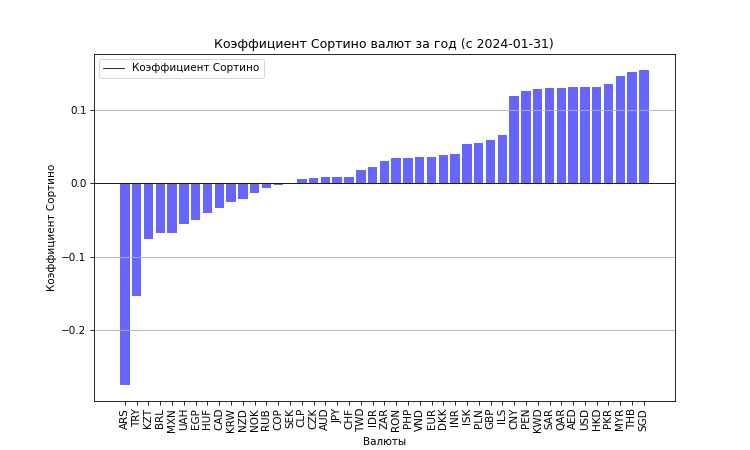 Коэффициент Сортино валют за год (с 2024-01-31)
Коэффициент Сортино
0.1
0.0
−0.1
−0.2
Коэффициент Сортино
ARS
TRY
KZT
BRL
MXN
UAH
EGP
HUF
CAD
KRW
NZD
NOK
RUB
COP
SEK
CLP
CZK
AUD
JPY
CHF
TWD
IDR
ZAR
RON
PHP
VND
EUR
DKK
INR
ISK
PLN
GBP
ILS
CNY
PEN
KWD
SAR
QAR
AED
USD
HKD
PKR
MYR
THB
SGD
Валюты